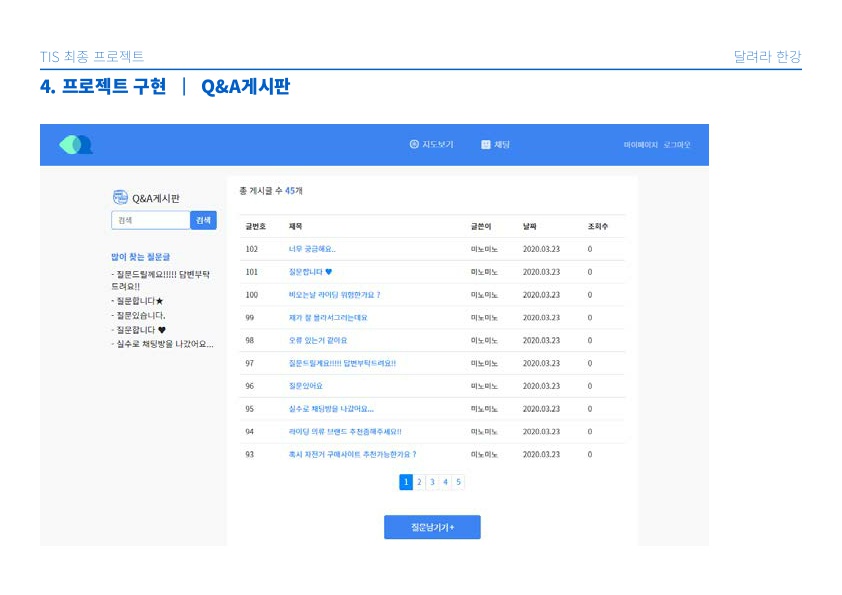 TIS 최종 프로젝트
달려라 한강
4. 프로젝트 구현 | Q&A게시판
지도보기
채팅
마이페이지 로그아웃
Q&A게시판
검색 검색
많이 찾는 질문글
- 질문드릴께요!!!!! 답변부탁
드려요!!
- 질문합니다★
- 질문있습니다.
- 질문합니다 ♥
- 실수로 채팅방을 나갔어요...
총 게시글 수 45개
글번호 제목 글쓴이 날짜 조회수
102 너무 궁금해요.. 미노미노 2020.03.23 0
101 질문합니다 ♥ 미노미노 2020.03.23 0
100 비오는날 라이딩 위험한가요 ? 미노미노 2020.03.23 0
99 제가 잘 몰라서그러는데요 미노미노 2020.03.23 0
98 오류 있는거 같아요 미노미노 2020.03.23 0
97 질문드릴께요!!!!! 답변부탁드려요!! 미노미노 2020.03.23 0
96 질문있어요 미노미노 2020.03.23 0
95 실수로 채팅방을 나갔어요... 미노미노 2020.03.23 0
94 라이딩 의류 브랜드 추천좀해주세요!! 미노미노 2020.03.23 0
93 혹시 자전거 구매사이트 추천가능한가요 ? 미노미노 2020.03.23 0
1 2 3 4 5
질문남기기 +